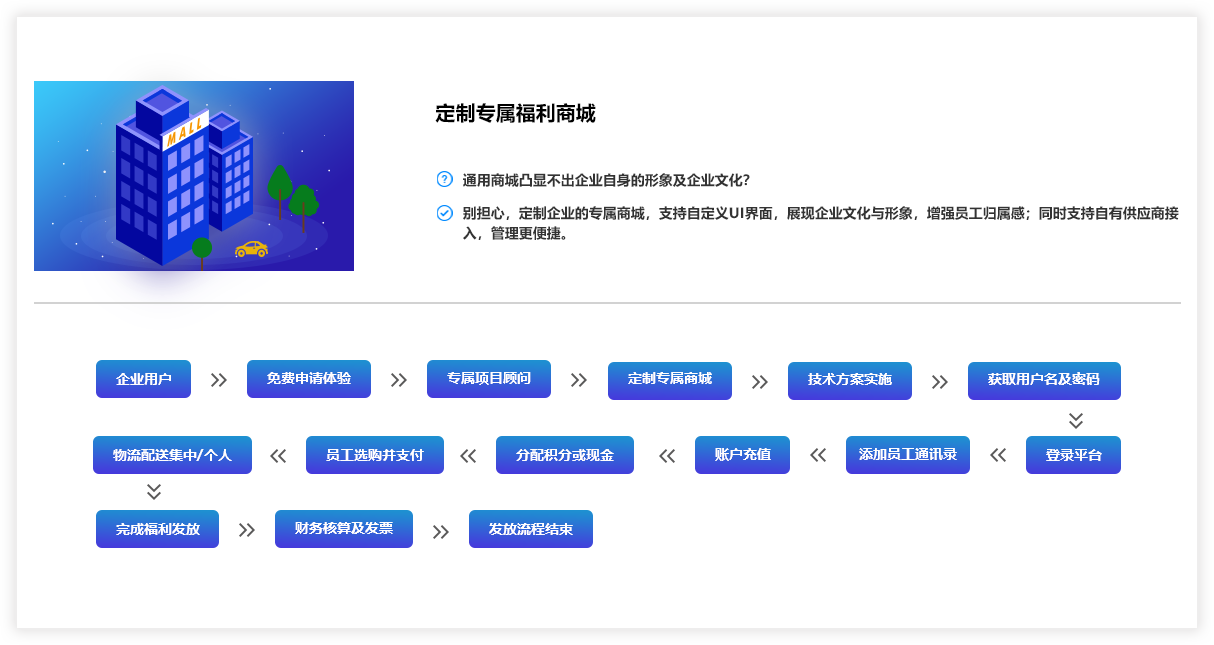 MALL
定制专属福利商城
通用商城凸显不出企业自身的形象及企业文化?
别担心，定制企业的专属商城，支持自定义UI界面，展现企业文化与形象，增强员工归属感；同时支持自有供应商接
入，管理更便捷。
企业用户
免费申请体验
专属项目顾问
定制专属商城
技术方案实施
获取用户名及密码
登录平台
添加员工通讯录
账户充值
分配积分或现金
员工选购并支付
物流配送集中/个人
完成福利发放
财务核算及发票
发放流程结束